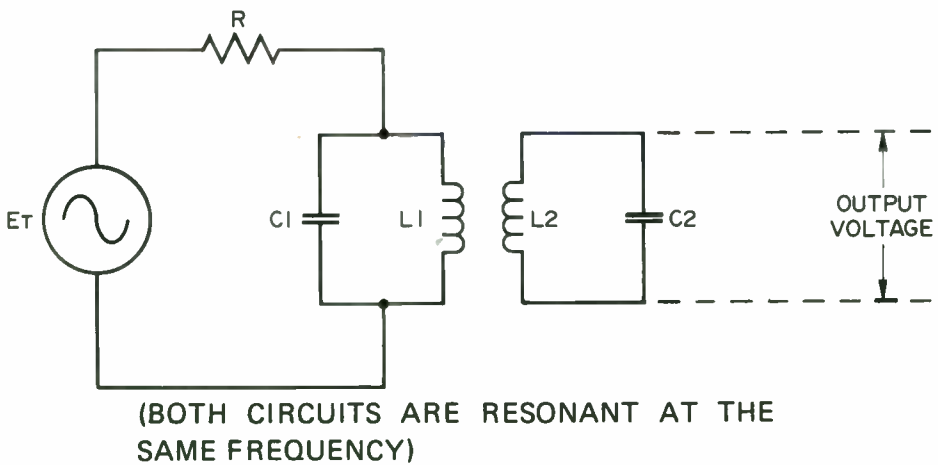 R
ET
C1
L1
L2
C2
OUTPUT
VOLTAGE
(BOTH CIRCUITS ARE RESONANT AT THE
SAME FREQUENCY)